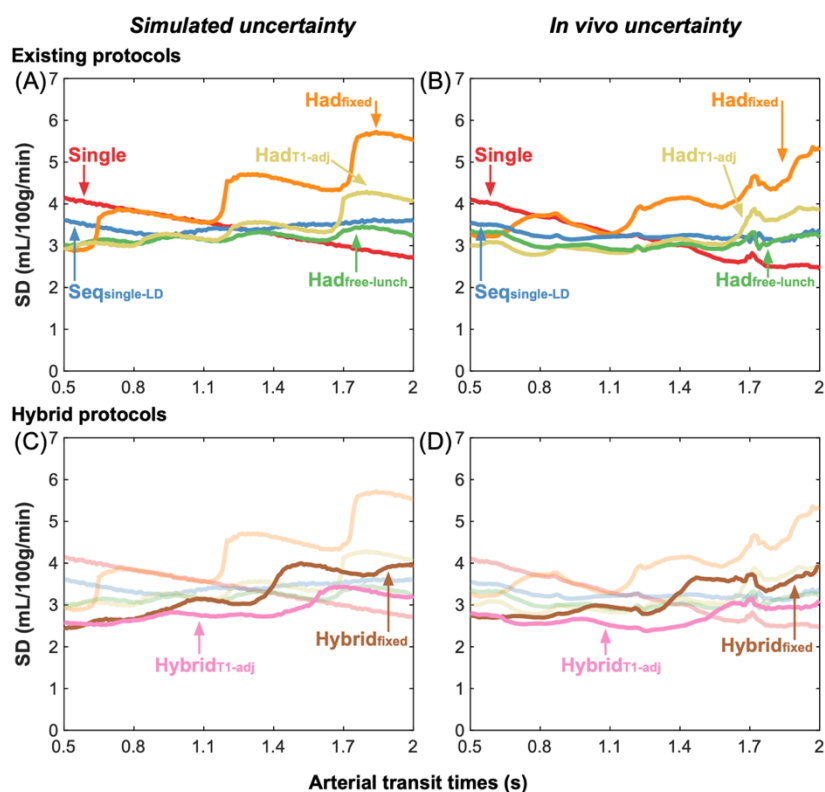 Simulated uncertainty
In vivo uncertainty
Existing protocols
(A)
7
6
5
4
3
2
1
0
SD (mL/100g/min)
Single
Hadfixed
HadT1-adj
Seqsingle-LD
Hadfree-lunch
0.5 0.8 1.1 1.4 1.7 2
(B)
7
6
5
4
3
2
1
0
Single
Hadfixed
HadT1-adj
Seqsingle-LD
Hadfree-lunch
0.5 0.8 1.1 1.4 1.7 2
Hybrid protocols
(C)
7
6
5
4
3
2
1
0
SD (mL/100g/min)
Hybridfixed
HybridT1-adj
0.5 0.8 1.1 1.4 1.7 2
(D)
7
6
5
4
3
2
1
0
Hybridfixed
HybridT1-adj
0.5 0.8 1.1 1.4 1.7 2
Arterial transit times (s)